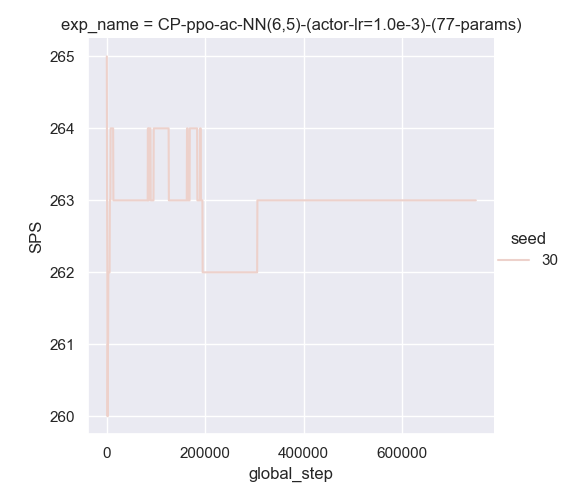 exp_name = CP-ppo-ac-NN(6,5)-(actor-lr=1.0e-3)-(77-params)
265
264
263
262
261
260
SPS
0
200000
400000
600000
global_step
seed
30